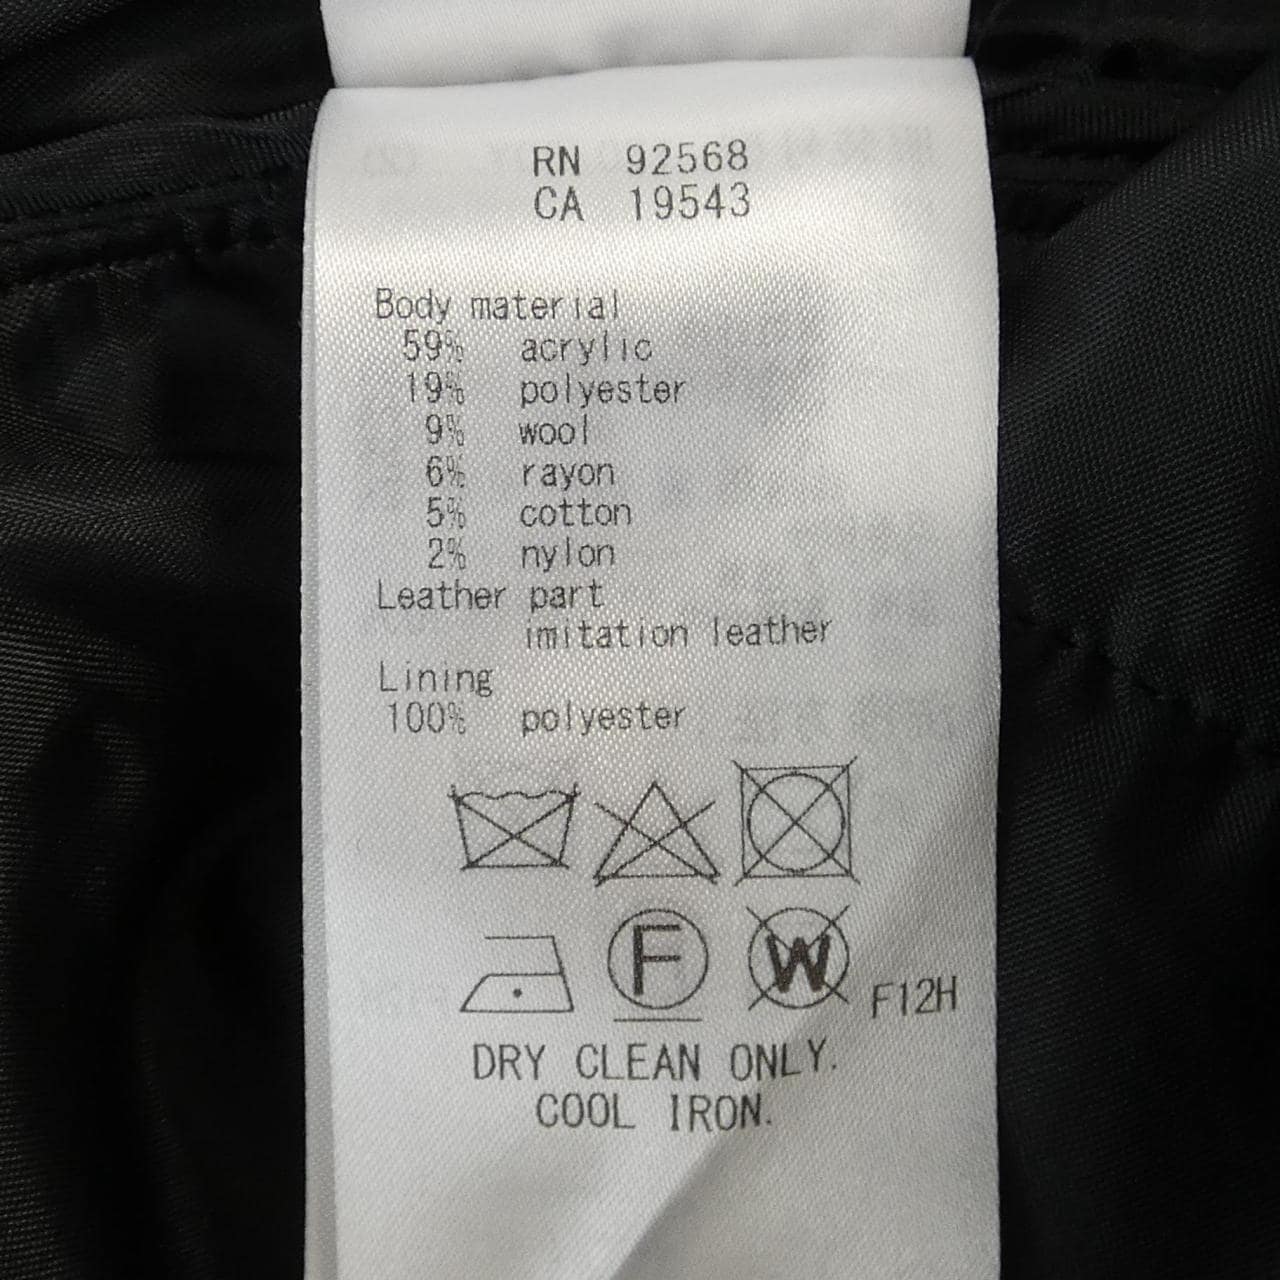 RN 92568
CA 19543
Body material
59% acrylic
19% polyester
9% wool
6% rayon
5% cotton
2% nylon
Leather part
imitation leather
Lining
100% polyester
F W F12H
DRY CLEAN ONLY.
COOL IRON.